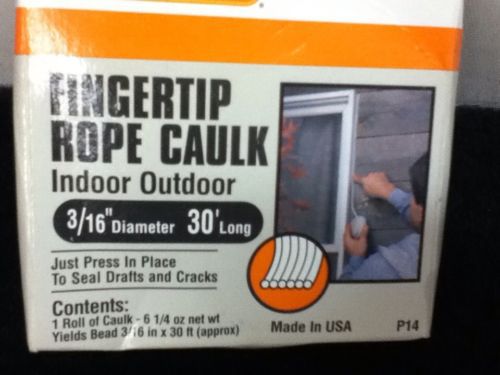 FINGERTIP
ROPE CAULK
Indoor Outdoor
3/16" Diameter 30' Long
Just Press In Place
To Seal Drafts and Cracks
Contents:
1 Roll of Caulk - 6 1/4 oz net wt
Yields Bead 3/16 in x 30 ft (approx)
Made In USA P14